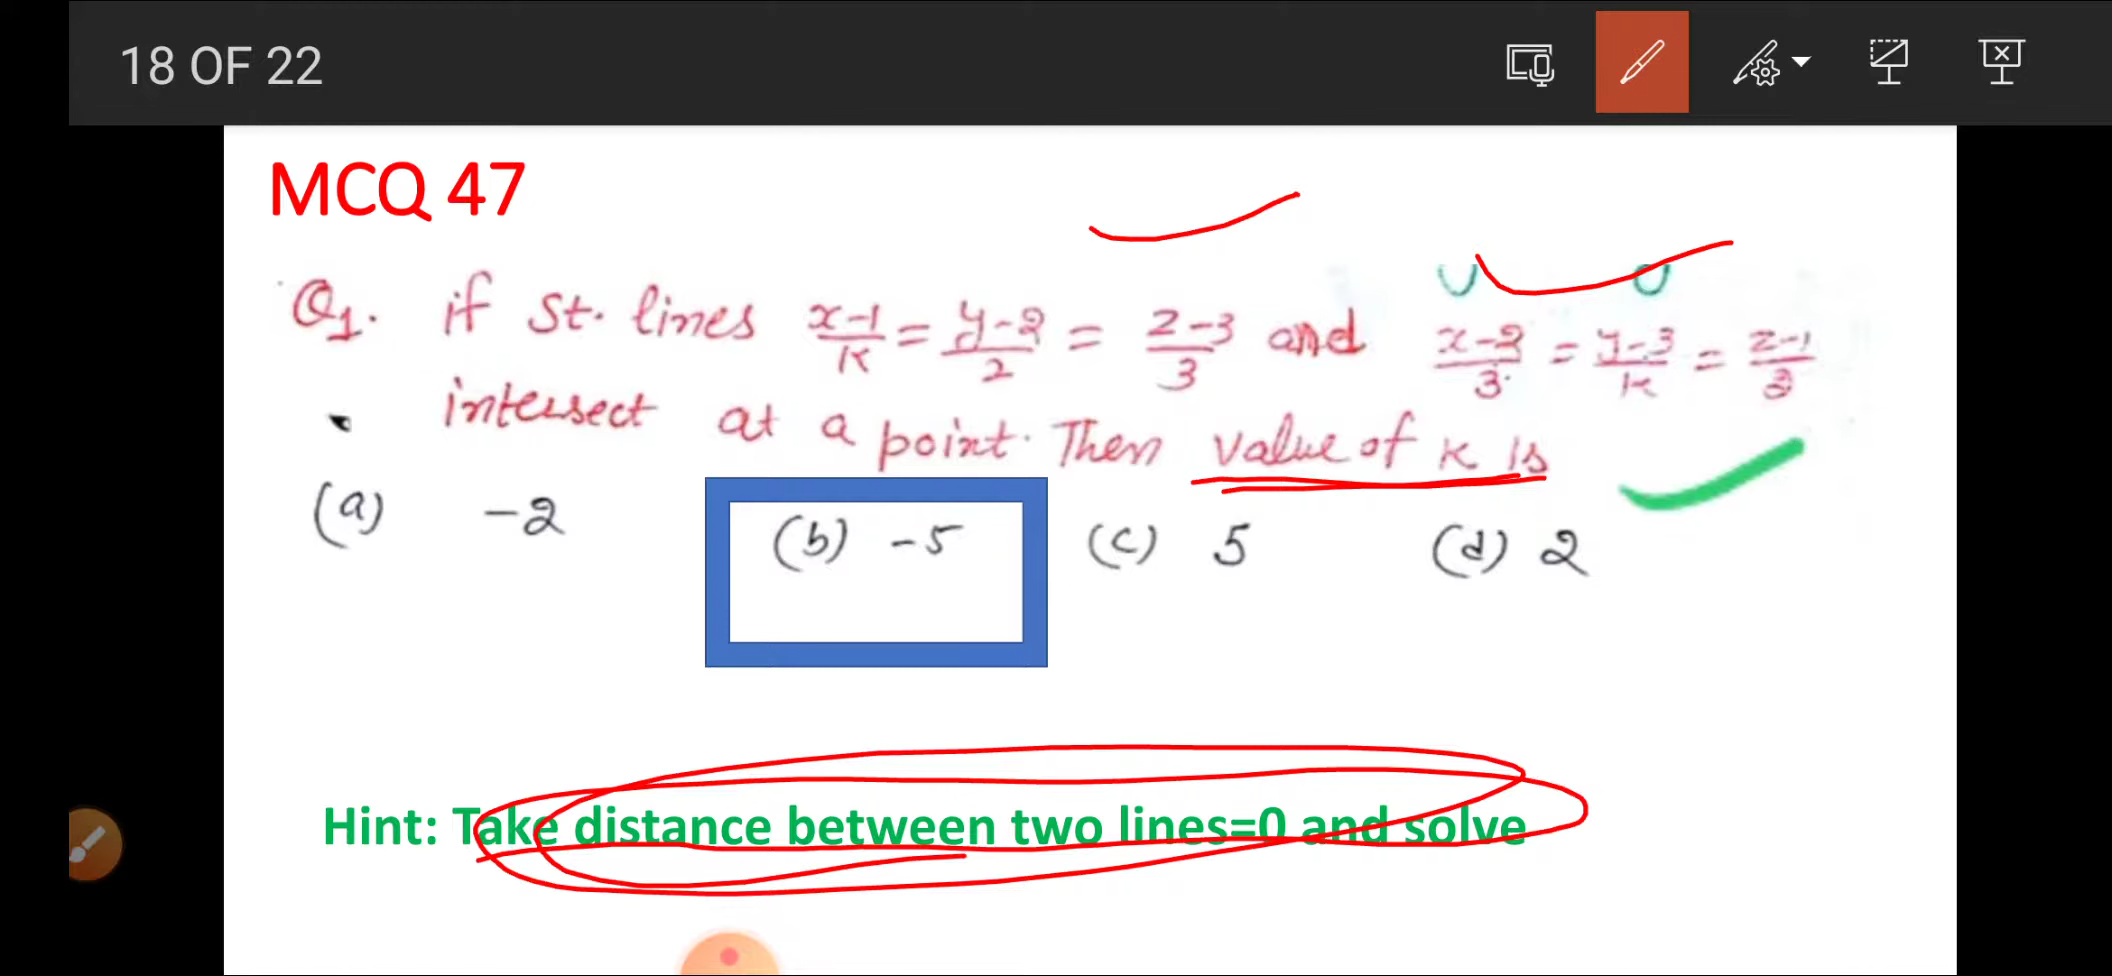 18 OF 22
MCQ 47
Q1. if St. lines x-1/k = y-2/2 = z-3/3 and x-2/3 = y-3/k = z-1/2
intersect at a point. Then value of k is
(a) -2 (b) -5 (c) 5 (d) 2
Hint: Take distance between two lines=0 and solve